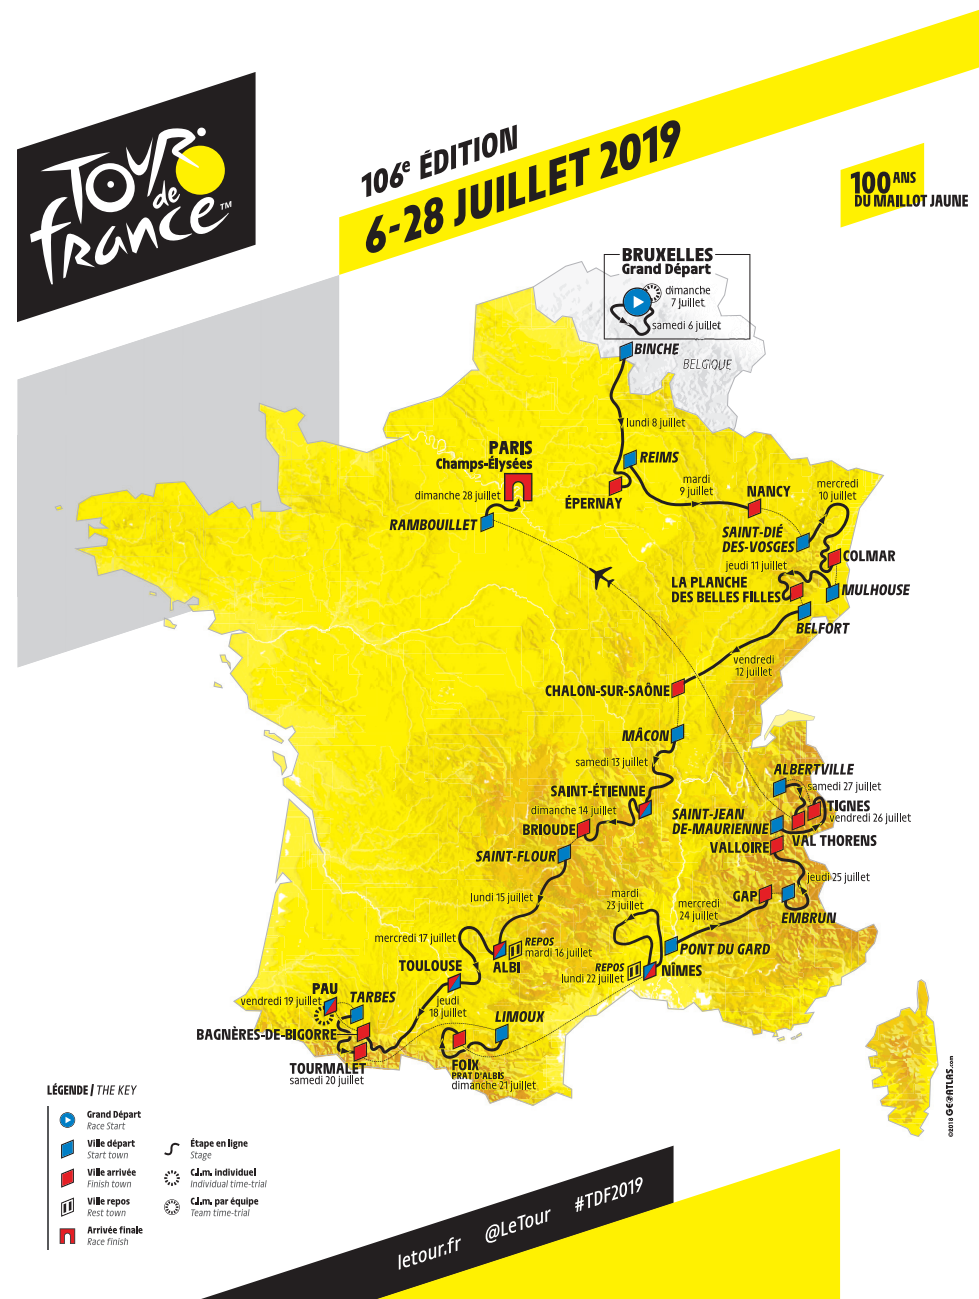 TOUR
de
FRANCE™
106e ÉDITION
6-28 JUILLET 2019
100 ANS
DU MAILLOT JAUNE
BRUXELLES
Grand Départ
dimanche
7 juillet
samedi 6 juillet
BINCHE
BELGIQUE
lundi 8 juillet
REIMS
PARIS
Champs-Élysées
dimanche 28 juillet
RAMBOUILLET
ÉPERNAY
mardi
9 juillet
NANCY
mercredi
10 juillet
SAINT-DIÉ
DES-VOSGES
COLMAR
jeudi 11 juillet
LA PLANCHE
DES BELLES FILLES
MULHOUSE
BELFORT
vendredi
12 juillet
CHALON-SUR-SAÔNE
MÂCON
samedi 13 juillet
SAINT-ÉTIENNE
dimanche 14 juillet
BRIOUDE
SAINT-FLOUR
ALBERTVILLE
samedi 27 juillet
TIGNES
vendredi 26 juillet
SAINT-JEAN
DE-MAURIENNE
VAL THORENS
VALLOIRE
jeudi 25 juillet
GAP
EMBRUN
lundi 15 juillet
mardi
23 juillet
mercredi
24 juillet
PONT DU GARD
mercredi 17 juillet
REPOS
mardi 16 juillet
ALBI
TOULOUSE
REPOS
lundi 22 juillet
NÎMES
jeudi
18 juillet
PAU
vendredi 19 juillet
TARBES
LIMOUX
BAGNÈRES-DE-BIGORRE
TOURMALET
samedi 20 juillet
FOIX
PRAT D'ALBIS
dimanche 21 juillet
©2018 GEOATLAS.com
LÉGENDE / THE KEY
Grand Départ
Race Start
Ville départ
Start town
Ville arrivée
Finish town
Ville repos
Rest town
Arrivée finale
Race finish
Étape en ligne
Stage
C.l.m. individuel
Individual time-trial
C.l.m. par équipe
Team time-trial
letour.fr @LeTour #TDF2019